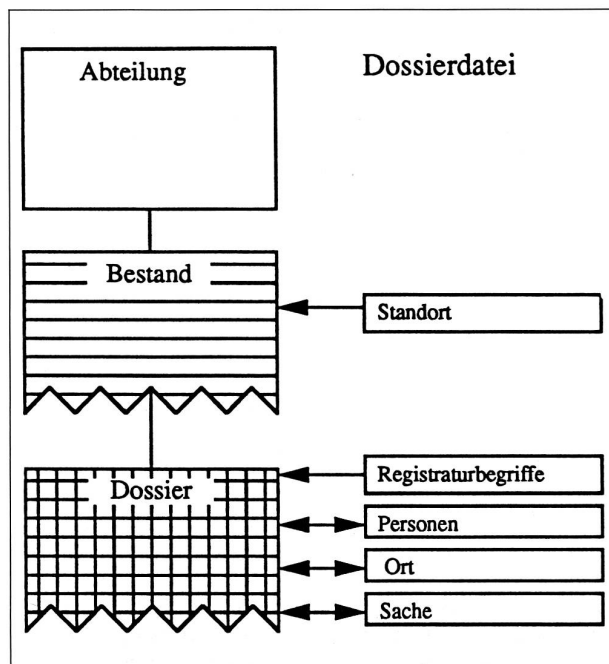 Abteilung
Dossierdatei
Bestand
Standort
Dossier
Registraturbegriffe
Personen
Ort
Sache